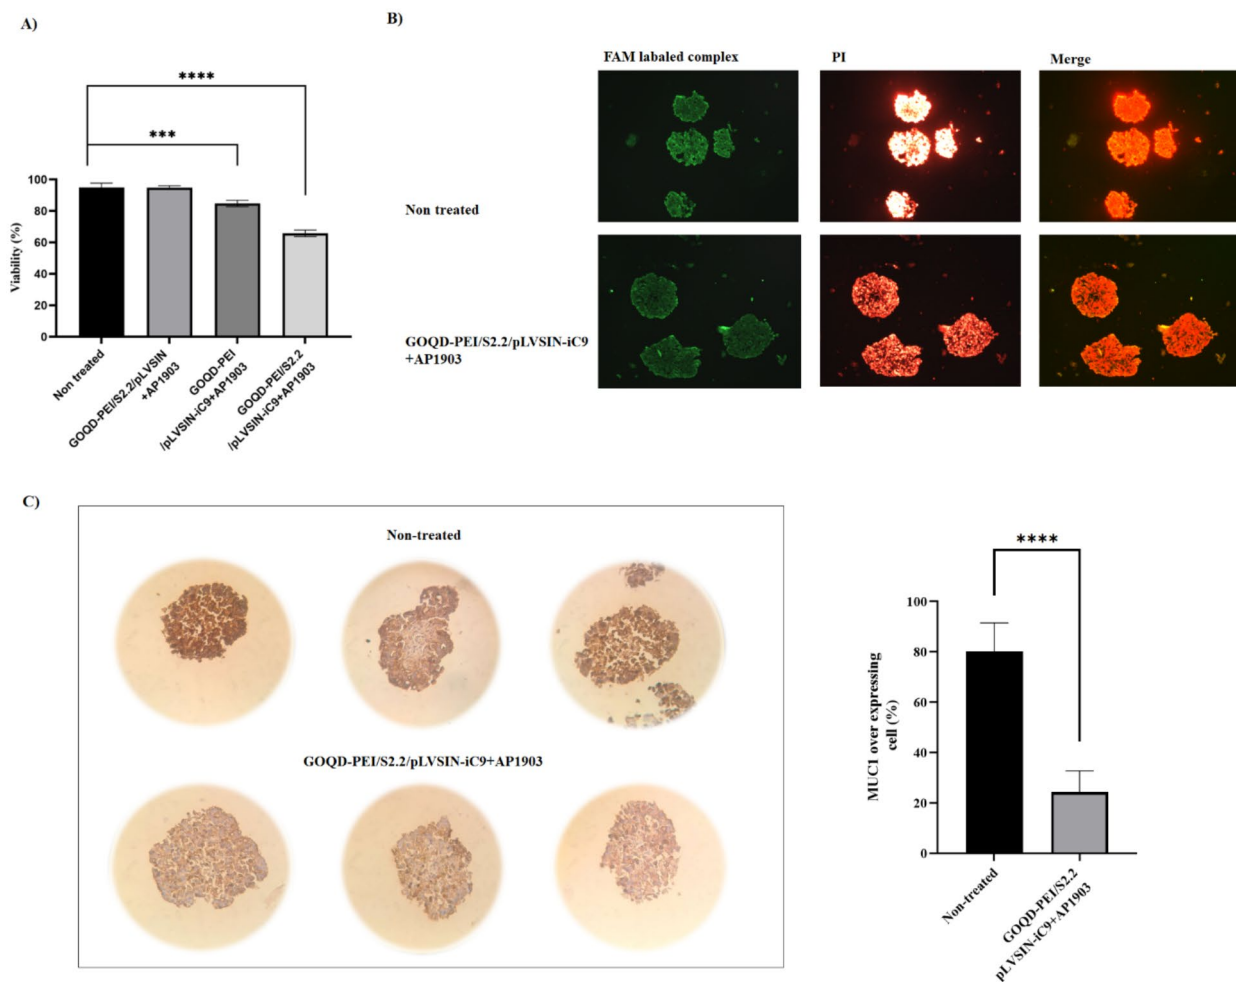 A)
****
***
100
80
60
40
20
0
Viability (%)
Non treated
GOQD-PEI/S2.2/pLVSIN
+AP1903
GOQD-PEI
/pLVSIN-iC9+AP1903
GOQD-PEI/S2.2
/pLVSIN-iC9+AP1903
B)
FAM labaled complex
PI
Merge
Non treated
GOQD-PEI/S2.2/pLVSIN-iC9
+AP1903
C)
Non-treated
GOQD-PEI/S2.2/pLVSIN-iC9+AP1903
****
100
80
60
40
20
0
MUC1 over expressing
cell (%)
Non-treated
GOQD-PEI/S2.2
pLVSIN-iC9+AP1903